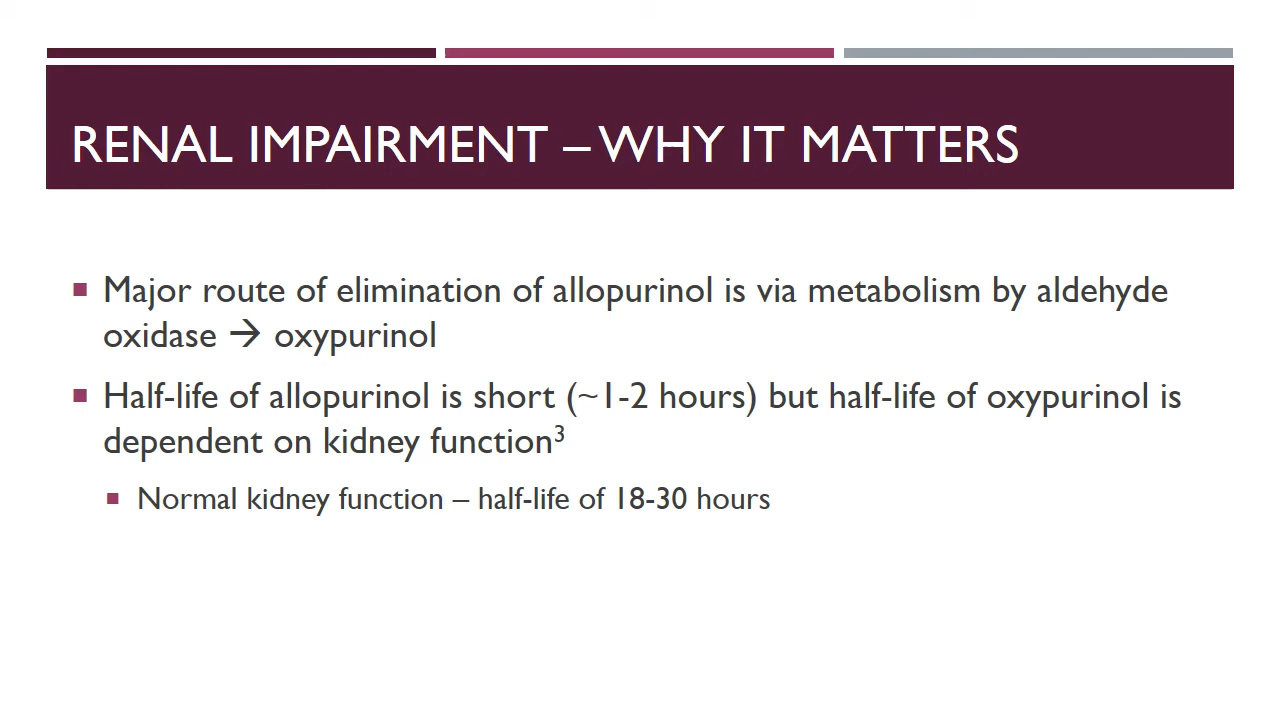 RENAL IMPAIRMENT – WHY IT MATTERS
Major route of elimination of allopurinol is via metabolism by aldehyde
oxidase → oxypurinol
Half-life of allopurinol is short (~1-2 hours) but half-life of oxypurinol is
dependent on kidney function³
Normal kidney function – half-life of 18-30 hours